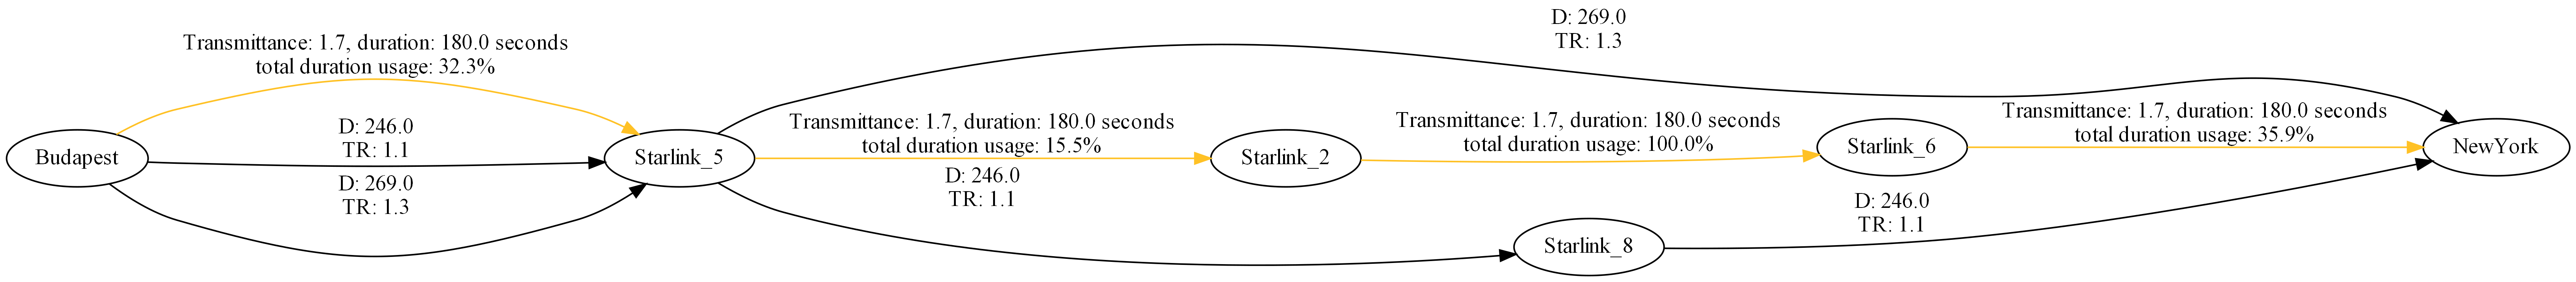 D: 269.0
TR: 1.3
Transmittance: 1.7, duration: 180.0 seconds
total duration usage: 32.3%
D: 246.0
TR: 1.1
Transmittance: 1.7, duration: 180.0 seconds
total duration usage: 15.5%
Transmittance: 1.7, duration: 180.0 seconds
total duration usage: 100.0%
Transmittance: 1.7, duration: 180.0 seconds
total duration usage: 35.9%
Budapest
Starlink_5
Starlink_2
Starlink_6
NewYork
D: 269.0
TR: 1.3
D: 246.0
TR: 1.1
D: 246.0
TR: 1.1
Starlink_8